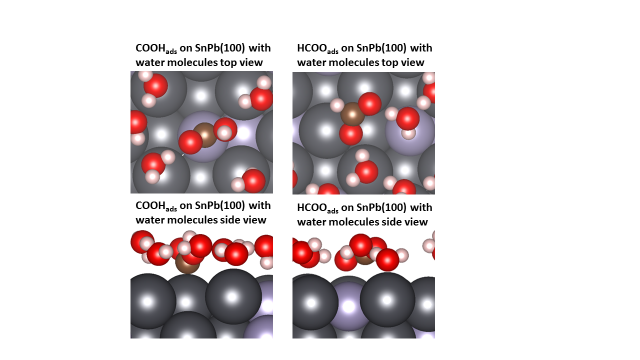 COOHads on SnPb(100) with
water molecules top view
HCOOads on SnPb(100) with
water molecules top view
COOHads on SnPb(100) with
water molecules side view
HCOOads on SnPb(100) with
water molecules side view